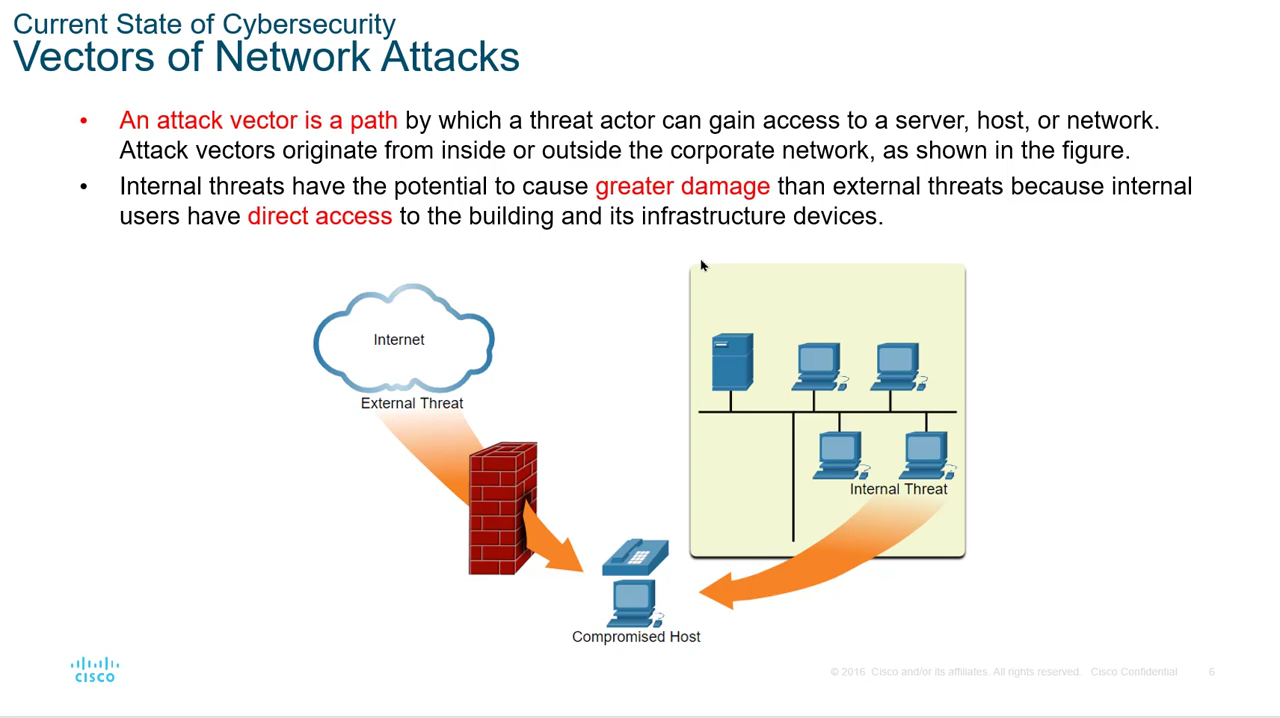 Current State of Cybersecurity
Vectors of Network Attacks
• An attack vector is a path by which a threat actor can gain access to a server, host, or network.
Attack vectors originate from inside or outside the corporate network, as shown in the figure.
• Internal threats have the potential to cause greater damage than external threats because internal
users have direct access to the building and its infrastructure devices.
Internet
External Threat
Internal Threat
Compromised Host
CISCO
© 2016 Cisco and/or its affiliates. All rights reserved. Cisco Confidential 6